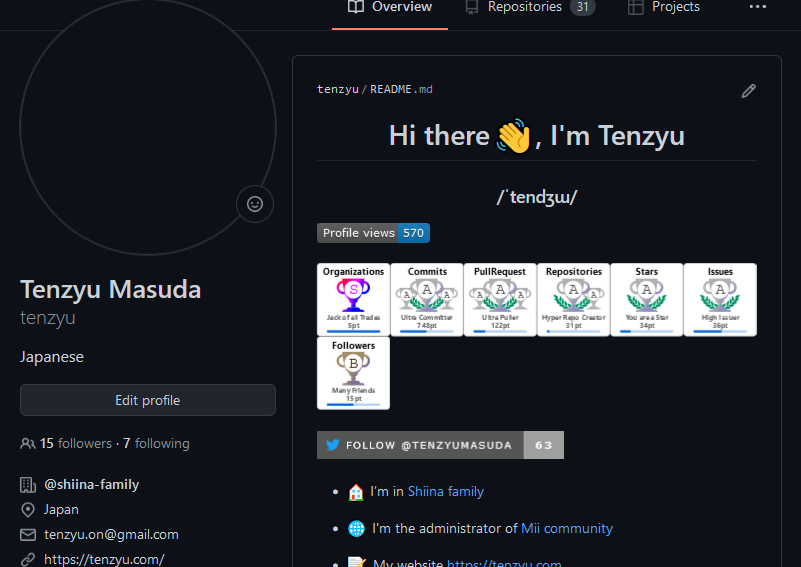 Overview
Repositories 31
Projects
tenzyu/README.md
Hi there 👋, I'm Tenzyu
/ˈtendʒɯ/
Profile views 570
Organizations
S
Jack of all Trades
5pt
Commits
A
Ultra Committer
748pt
PullRequest
A
Ultra Puller
122pt
Repositories
A
Hyper Repo Creator
31pt
Stars
A
You are a Star
34pt
Issues
A
High Issuer
36pt
Followers
B
Many Friends
15pt
FOLLOW @TENZYUMASUDA 63
🏠 I'm in Shiina family
🌐 I'm the administrator of Mii community
📝 My website https://tenzyu.com
Tenzyu Masuda
tenzyu
Japanese
Edit profile
15 followers · 7 following
@shiina-family
Japan
tenzyu.on@gmail.com
https://tenzyu.com/